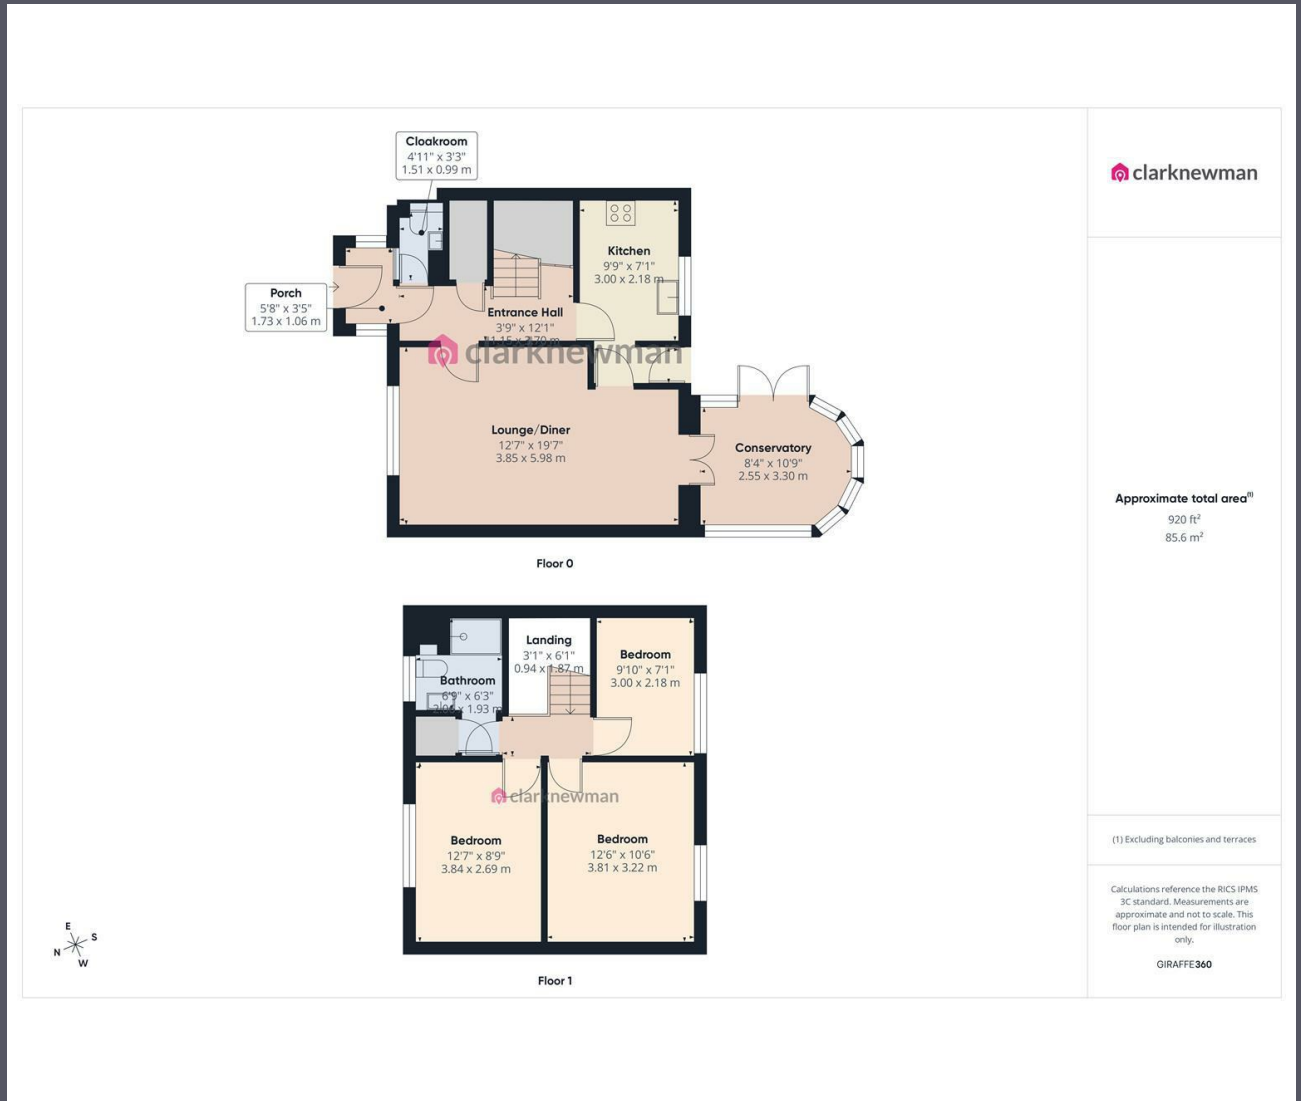 Cloakroom
4'11" x 3'3"
1.51 x 0.99 m
Porch
5'8" x 3'5"
1.73 x 1.06 m
Kitchen
9'9" x 7'1"
3.00 x 2.18 m
Entrance Hall
3'9" x 12'1"
clarknewman
Lounge/Diner
12'7" x 19'7"
3.85 x 5.98 m
Conservatory
8'4" x 10'9"
2.55 x 3.30 m
Floor 0
Landing
3'1" x 6'1"
0.94 x 1.87 m
Bathroom
6'9" x 6'3"
x 1.93 m
Bedroom
9'10" x 7'1"
3.00 x 2.18 m
clarknewman
Bedroom
12'7" x 8'9"
3.84 x 2.69 m
Bedroom
12'6" x 10'6"
3.81 x 3.22 m
Floor 1
E
S
N
W
clarknewman
Approximate total area(1)
920 ft²
85.6 m²
(1) Excluding balconies and terraces
Calculations reference the RICS IPMS
3C standard. Measurements are
approximate and not to scale. This
floor plan is intended for illustration
only.
GIRAFFE360